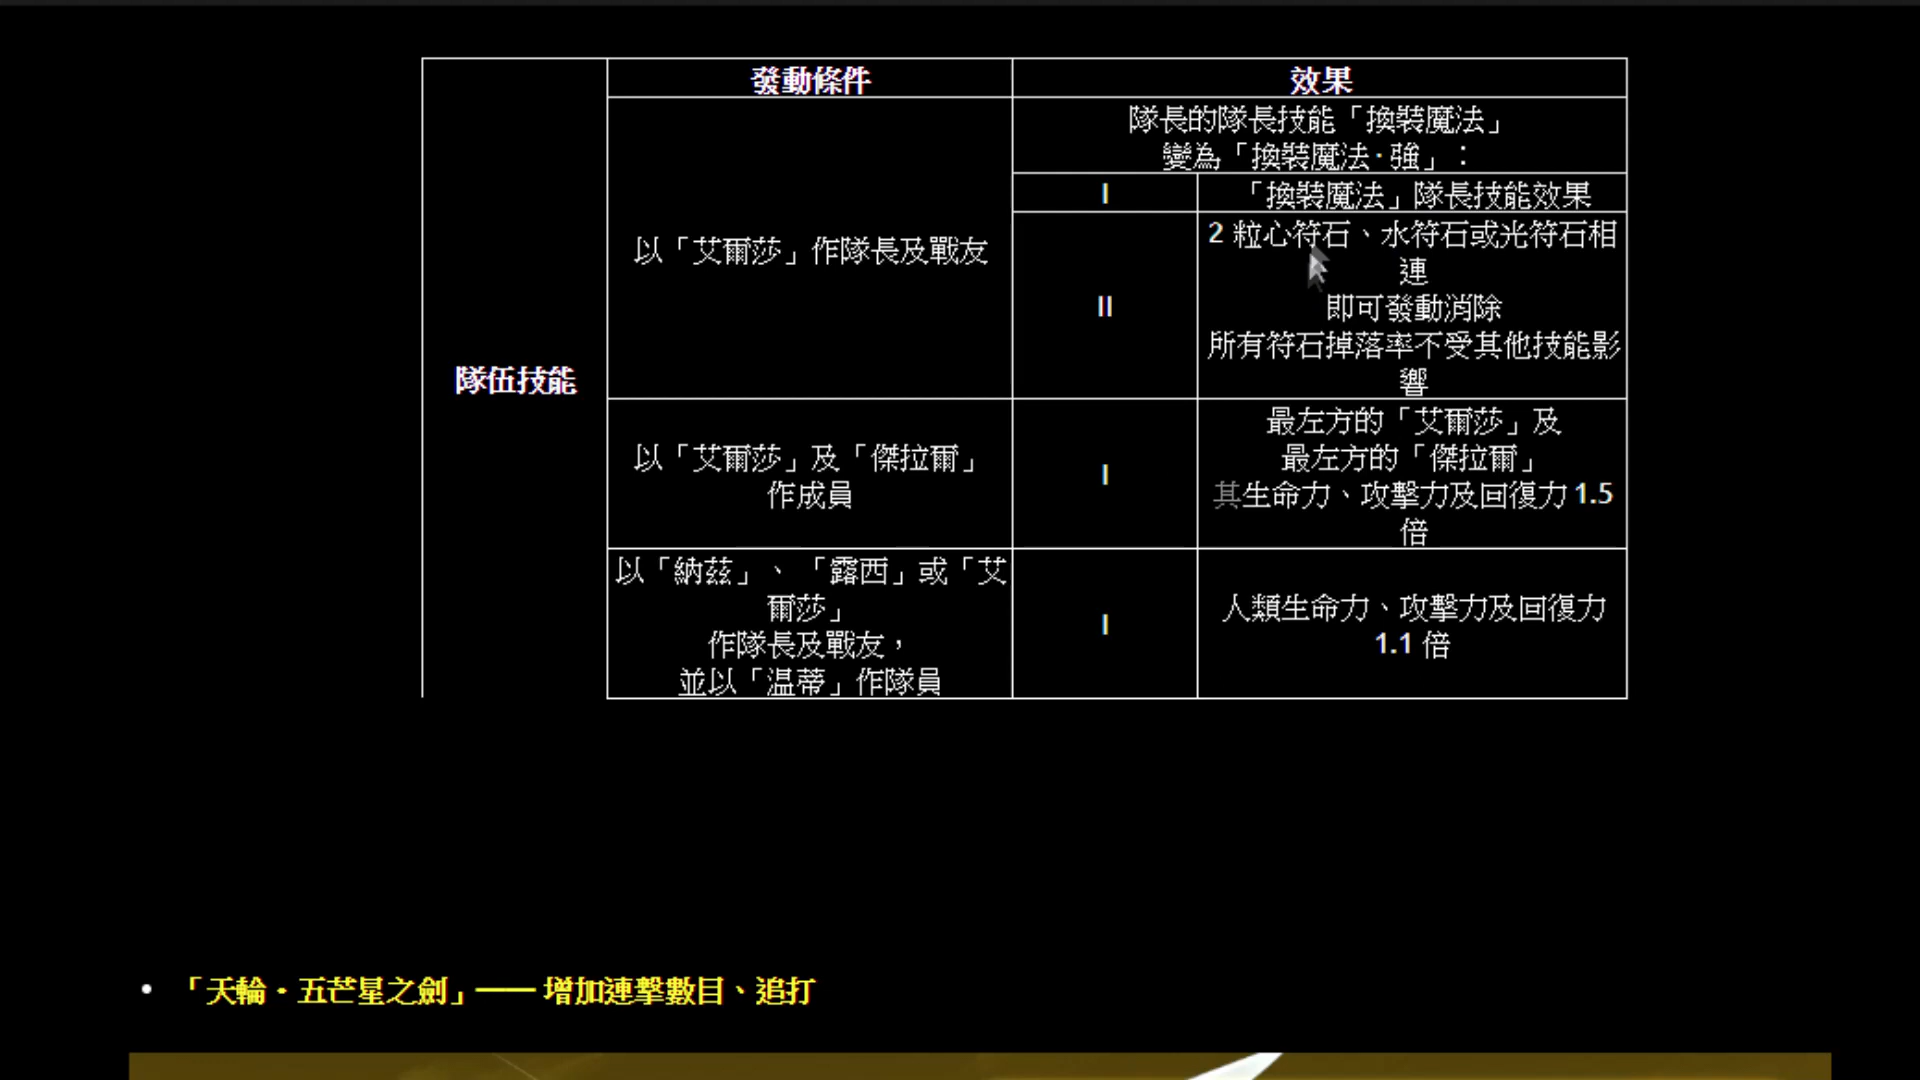 發動條件
效果
隊伍技能
以「艾爾莎」作隊長及戰友
隊長的隊長技能「換裝魔法」
變為「換裝魔法‧強」：
I
「換裝魔法」隊長技能效果
II
2 粒心符石、水符石或光符石相
連
即可發動消除
所有符石掉落率不受其他技能影
響
以「艾爾莎」及「傑拉爾」
作成員
I
最左方的「艾爾莎」及
最左方的「傑拉爾」
其生命力、攻擊力及回復力 1.5
倍
以「納茲」、「露西」或「艾
爾莎」
作隊長及戰友，
並以「温蒂」作隊員
I
人類生命力、攻擊力及回復力
1.1 倍
• 「天輪‧五芒星之劍」—— 增加連擊數目、追打